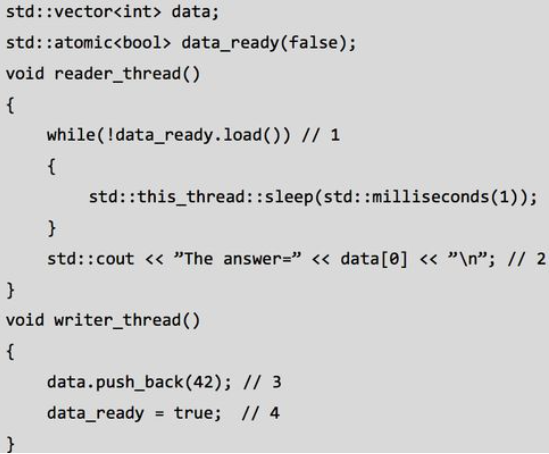 std::vector<int> data;
std::atomic<bool> data_ready(false);
void reader_thread()
{
    while(!data_ready.load()) // 1
    {
        std::this_thread::sleep(std::milliseconds(1));
    }
    std::cout << ”The answer=” << data[0] << ”\n”; // 2
}
void writer_thread()
{
    data.push_back(42); // 3
    data_ready = true;  // 4
}